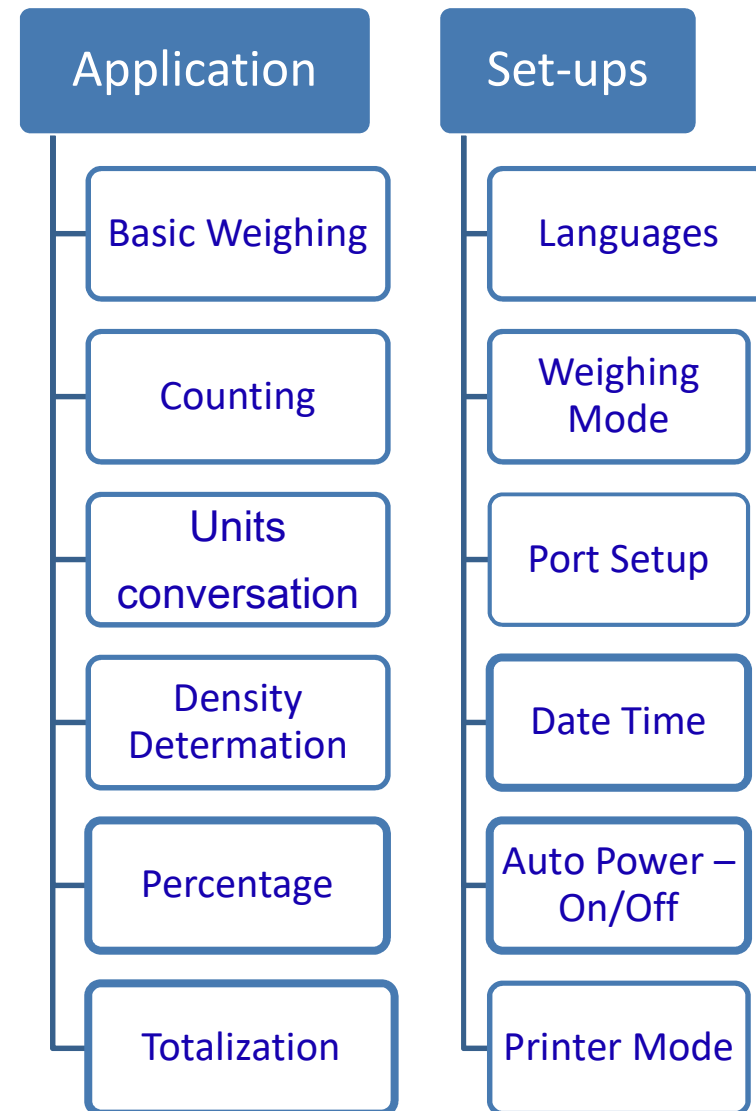 Application
Basic Weighing
Counting
Units
conversation
Density
Determation
Percentage
Totalization
Set-ups
Languages
Weighing
Mode
Port Setup
Date Time
Auto Power –
On/Off
Printer Mode